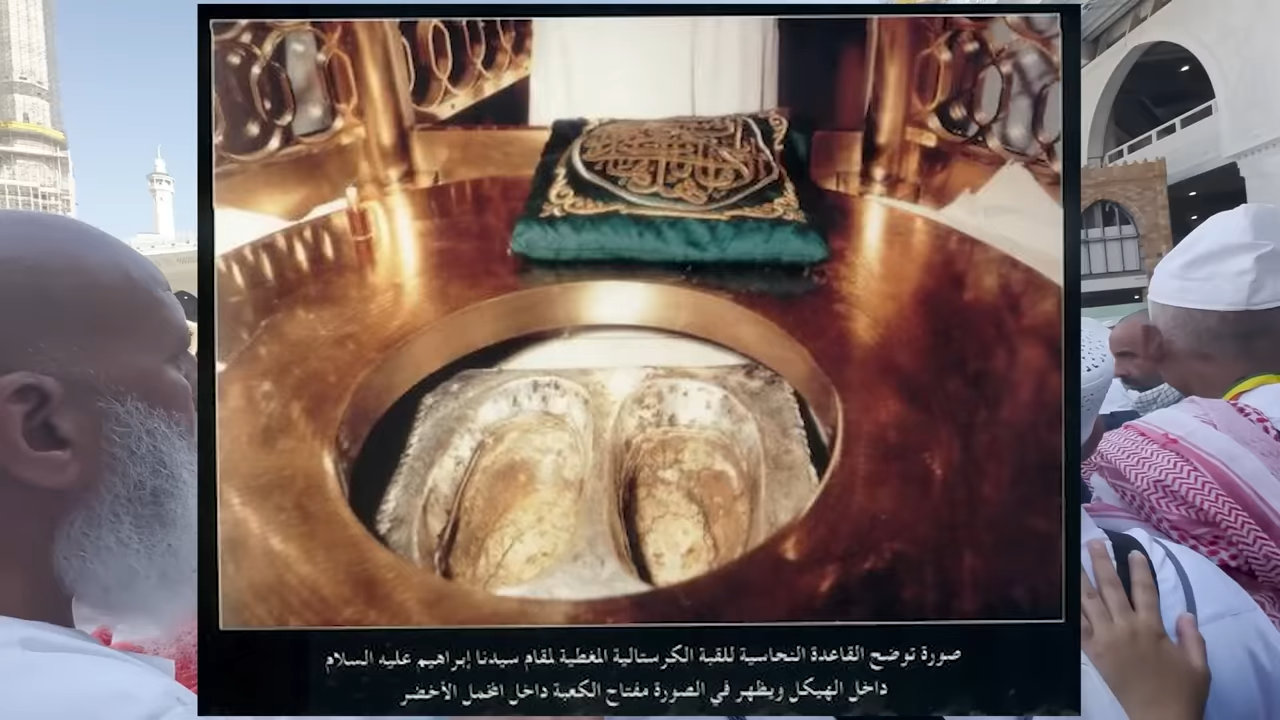 صورة توضح القاعدة النحاسية للقبة الكرستالية المغطية لمقام سيدنا إبراهيم عليه السلام
داخل الهيكل ويظهر في الصورة مفتاح الكعبة داخل المخمل الأخضر